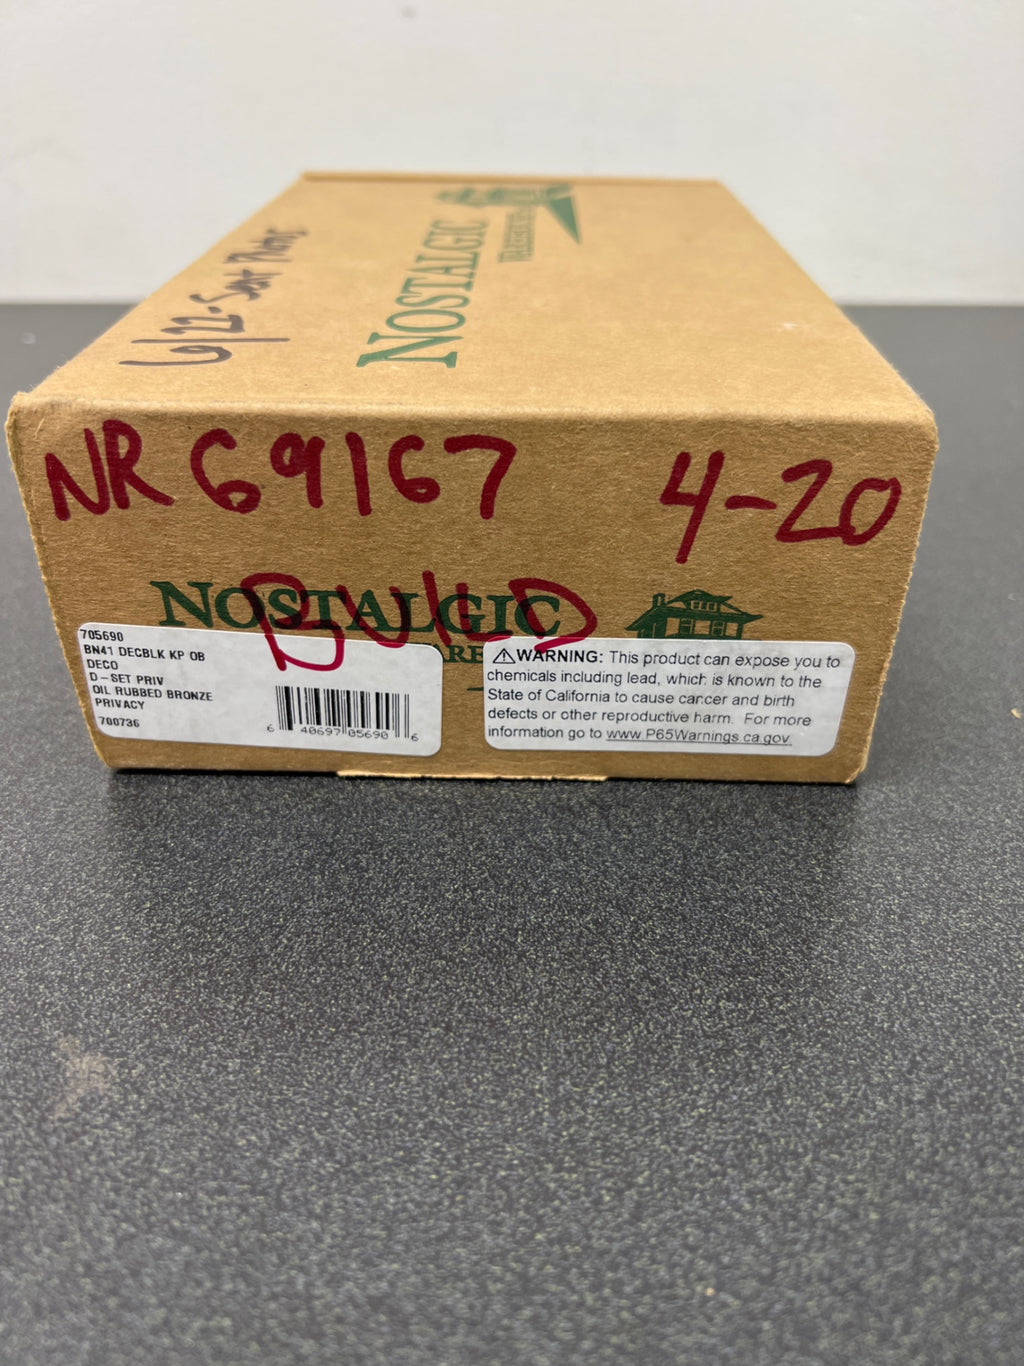 6/22-Sent Photos
NOSTALGIC
WAREHOUSE
NR 69167 4-20
BUILD
NOSTALGIC
705690
BN41 DECBLK KP OB
DECO
D-SET PRIV
OIL RUBBED BRONZE
PRIVACY
700736
6 40697 05690 6
⚠WARNING: This product can expose you to
chemicals including lead, which is known to the
State of California to cause cancer and birth
defects or other reproductive harm. For more
information go to www.P65Warnings.ca.gov.